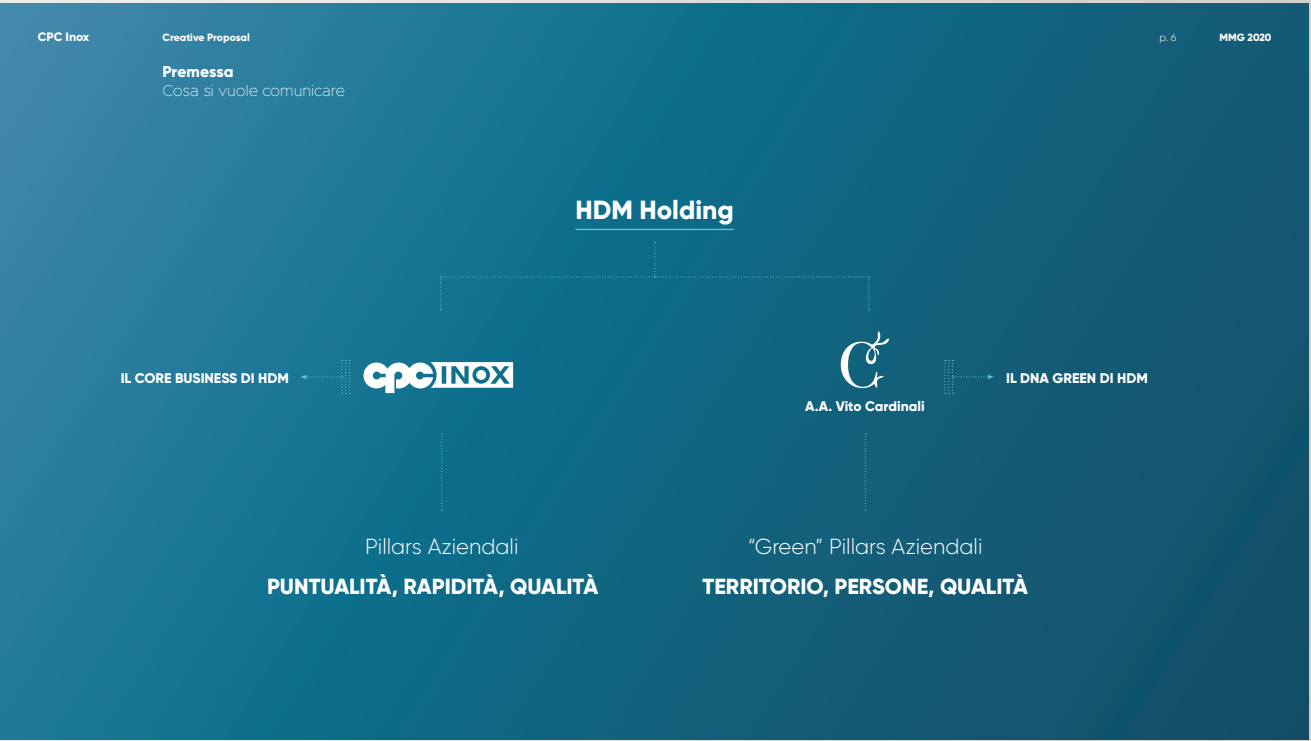 CPC Inox
Creative Proposal
p. 6
MMG 2020
Premessa
Cosa si vuole comunicare
HDM Holding
IL CORE BUSINESS DI HDM
cpc INOX
C
A.A. Vito Cardinali
IL DNA GREEN DI HDM
Pillars Aziendali
PUNTUALITÀ, RAPIDITÀ, QUALITÀ
“Green” Pillars Aziendali
TERRITORIO, PERSONE, QUALITÀ